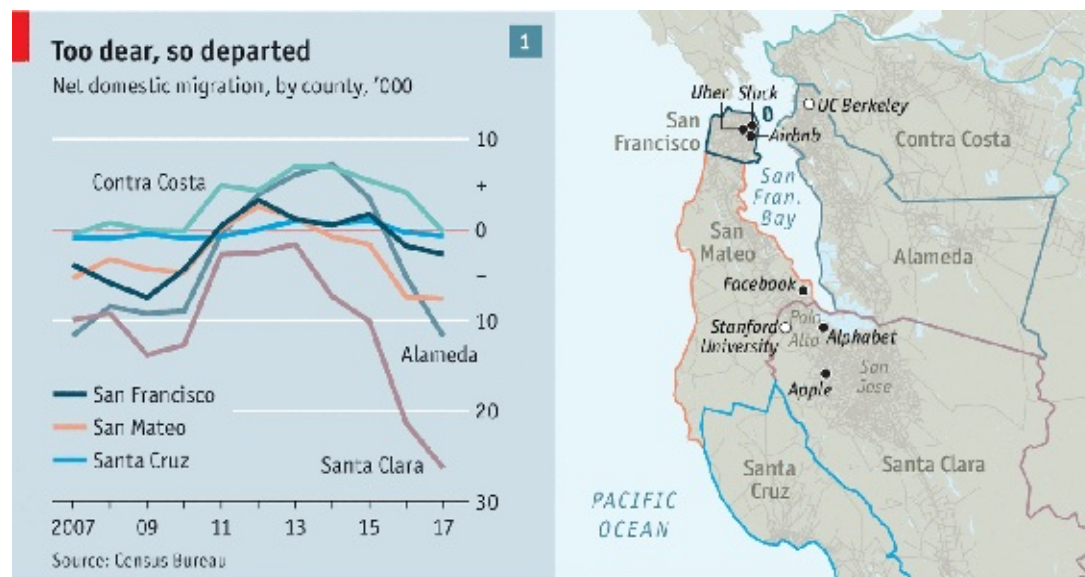 Too dear, so departed
1
Net domestic migration, by county, '000
10
Contra Costa
+
0
−
10
Alameda
San Francisco
San Mateo
20
Santa Cruz
Santa Clara
30
2007 09 11 13 15 17
Source: Census Bureau
Uber
Slack
UC Berkeley
San
Francisco
Airbnb
Contra Costa
San
Fran.
Bay
San
Mateo
Alameda
Facebook
Stanford
University
Palo
Alto
Alphabet
San
Jose
Apple
Santa
Cruz
Santa Clara
PACIFIC
OCEAN